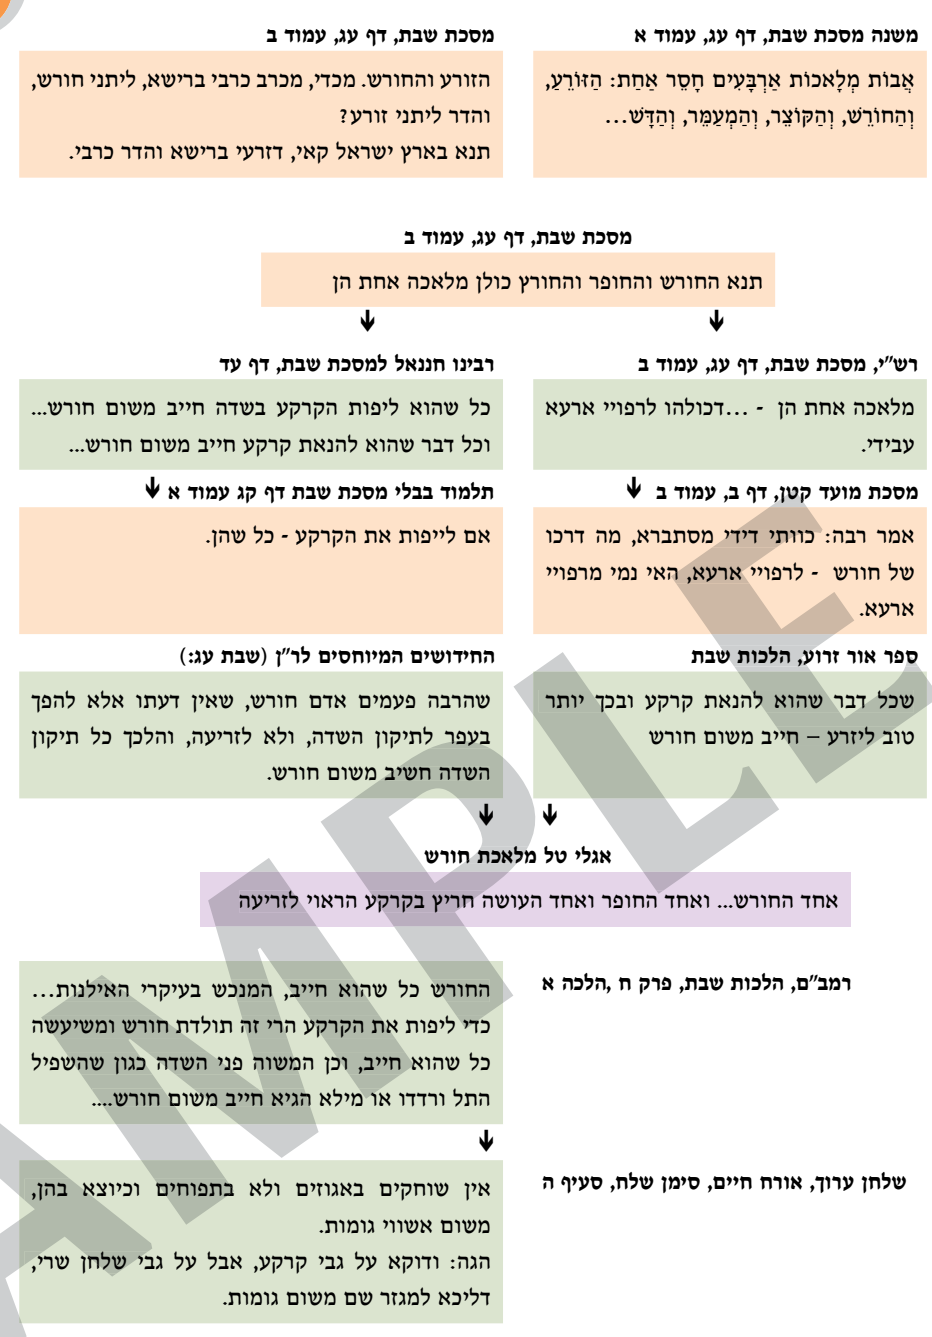 משנה מסכת שבת, דף עג, עמוד א
אֲבוֹת מְלָאכוֹת אַרְבָּעִים חָסֵר אַחַת: הַזּוֹרֵעַ,
וְהַחוֹרֵשׁ, וְהַקּוֹצֵר, וְהַמְעַמֵּר, וְהַדָּשׁ...
מסכת שבת, דף עג, עמוד ב
הזורע והחורש. מכדי, מכרב כרבי ברישא, ליתני חורש,
והדר ליתני זורע?
תנא בארץ ישראל קאי, דזרעי ברישא והדר כרבי.
מסכת שבת, דף עג, עמוד ב
תנא החורש והחופר והחורץ כולן מלאכה אחת הן
רש"י, מסכת שבת, דף עג, עמוד ב
מלאכה אחת הן - ...דכולהו לרפויי ארעא
עבידי.
רבינו חננאל למסכת שבת, דף עד
כל שהוא ליפות הקרקע בשדה חייב משום חורש...
וכל דבר שהוא להנאת קרקע חייב משום חורש...
מסכת מועד קטן, דף ב, עמוד ב
אמר רבה: כוותי דידי מסתברא, מה דרכו
של חורש - לרפויי ארעא, האי נמי מרפויי
ארעא.
תלמוד בבלי מסכת שבת דף קג עמוד א
אם לייפות את הקרקע - כל שהן.
ספר אור זרוע, הלכות שבת
שכל דבר שהוא להנאת קרקע ובכך יותר
טוב ליזרע – חייב משום חורש
החידושים המיוחסים לר"ן (שבת עג:)
שהרבה פעמים אדם חורש, שאין דעתו אלא להפך
בעפר לתיקון השדה, ולא לזריעה, והלכך כל תיקון
השדה חשיב משום חורש.
אגלי טל מלאכת חורש
אחד החורש... ואחד החופר ואחד העושה חריץ בקרקע הראוי לזריעה
רמב"ם, הלכות שבת, פרק ח ,הלכה א
החורש כל שהוא חייב, המנכש בעיקרי האילנות...
כדי ליפות את הקרקע הרי זה תולדת חורש ומשיעשה
כל שהוא חייב, וכן המשוה פני השדה כגון שהשפיל
התל ורדדו או מילא הגיא חייב משום חורש....
שלחן ערוך, אורח חיים, סימן שלח, סעיף ה
אין שוחקים באגוזים ולא בתפוחים וכיוצא בהן,
משום אשווי גומות.
הגה: ודוקא על גבי קרקע, אבל על גבי שלחן שרי,
דליכא למגזר שם משום גומות.
AMPLE